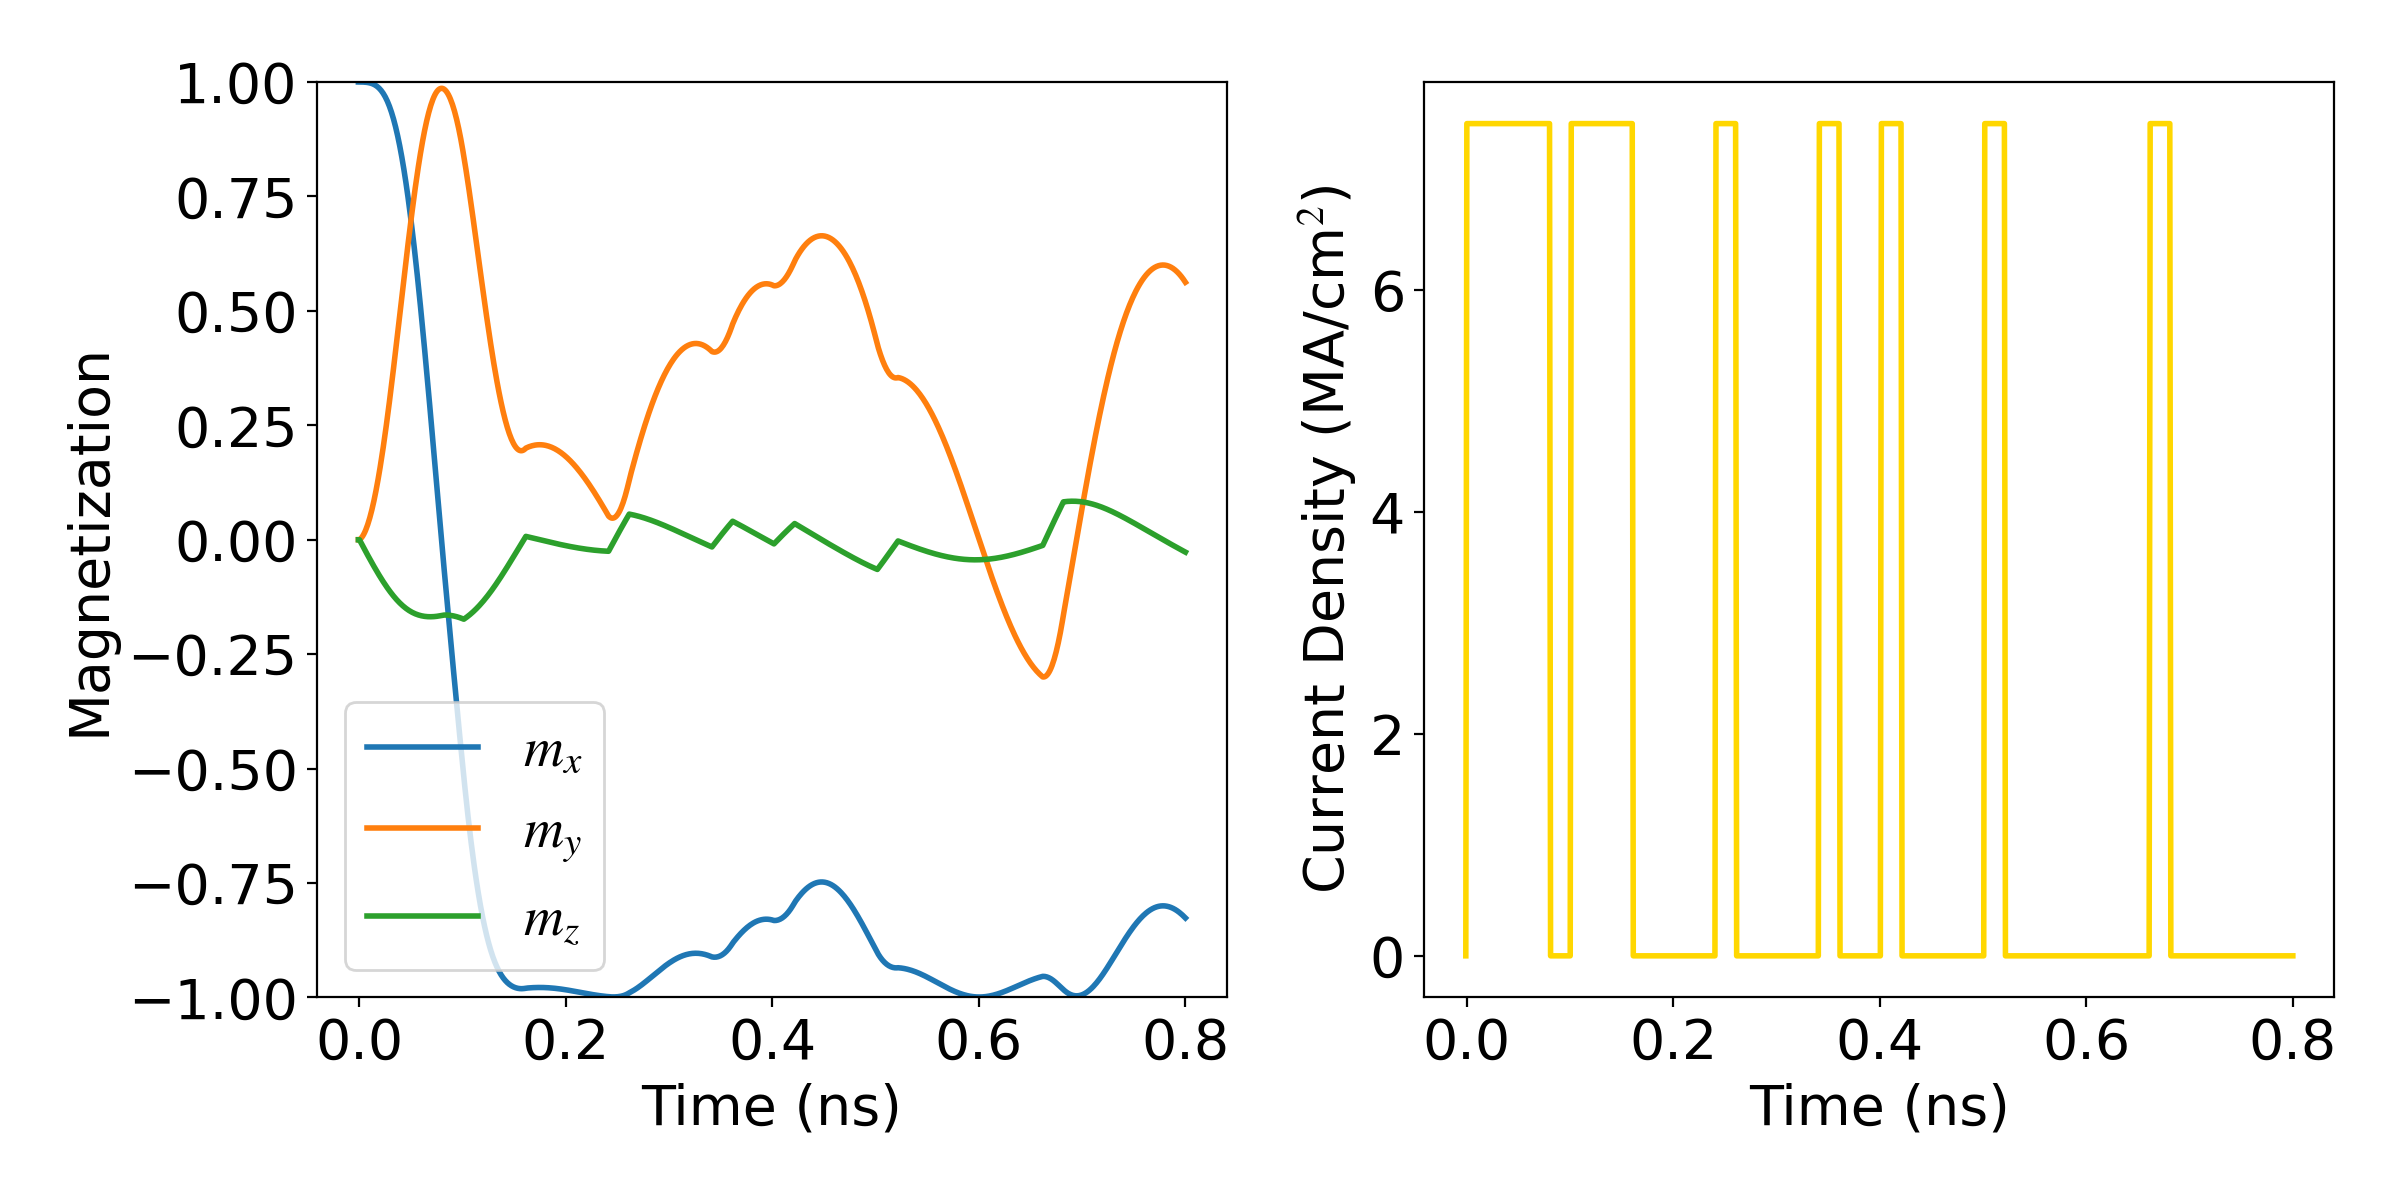 1.00
0.75
0.50
0.25
0.00
−0.25
−0.50
−0.75
−1.00
Magnetization
m_x
m_y
m_z
0.0 0.2 0.4 0.6 0.8
Time (ns)
6
4
2
0
Current Density (MA/cm²)
0.0 0.2 0.4 0.6 0.8
Time (ns)